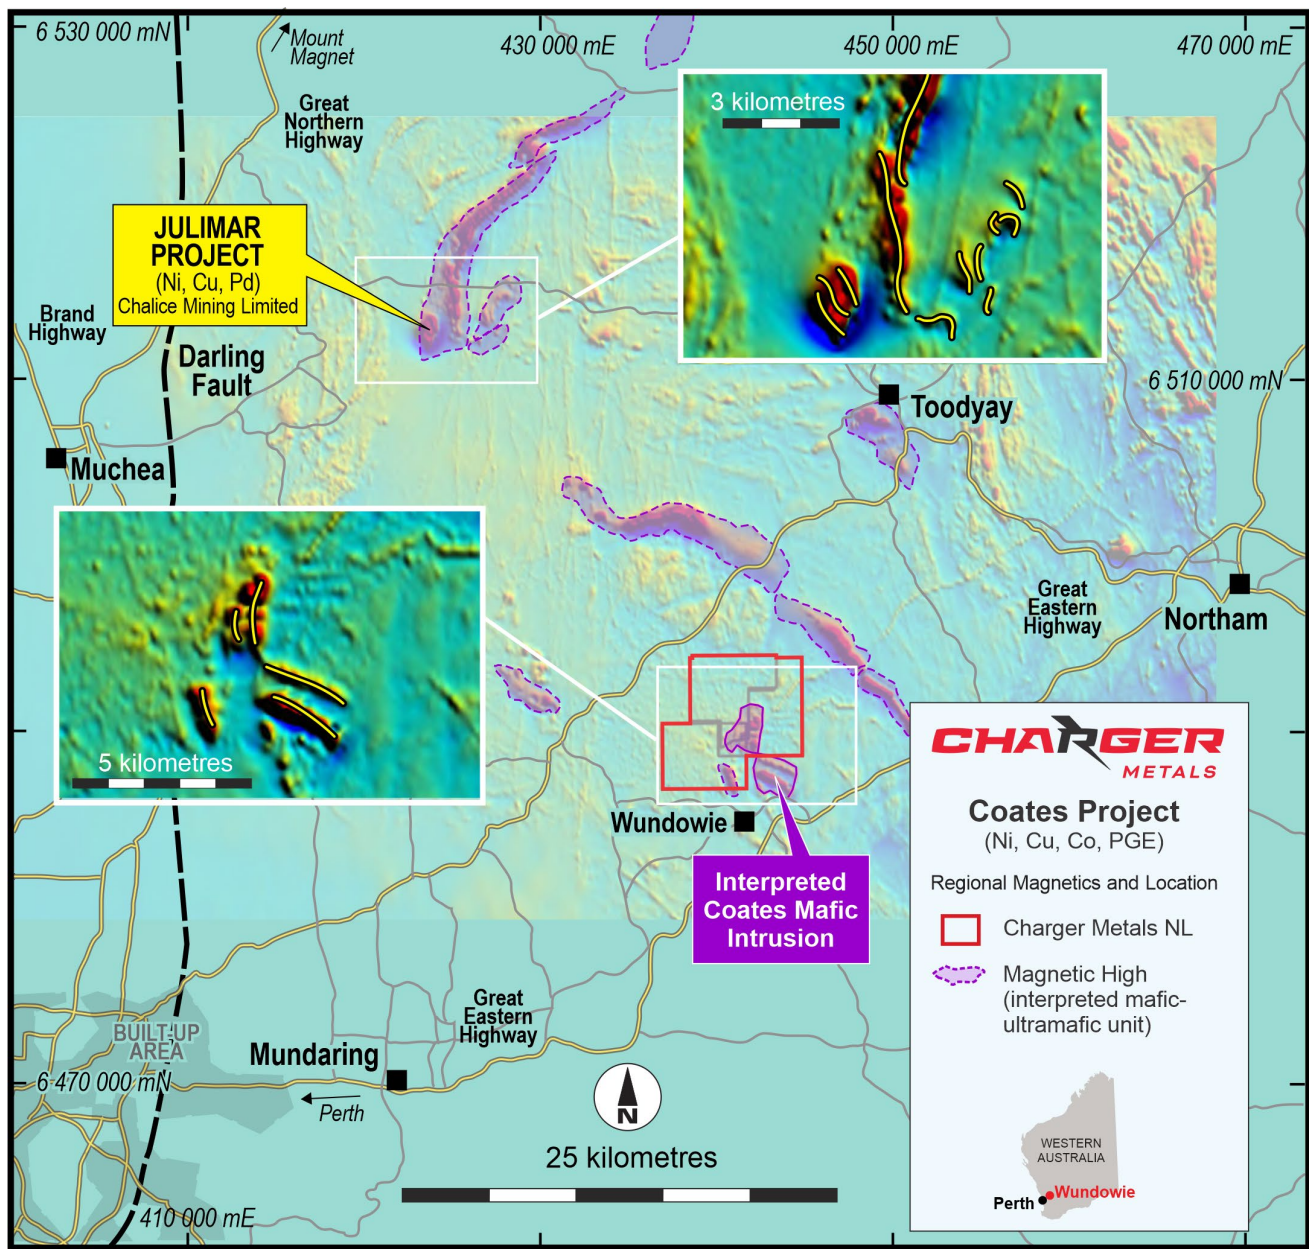 6 530 000 mN
Mount
Magnet
430 000 mE
450 000 mE
470 000 mE
Great
Northern
Highway
3 kilometres
JULIMAR
PROJECT
(Ni, Cu, Pd)
Chalice Mining Limited
Brand
Highway
Darling
Fault
6 510 000 mN
Toodyay
Muchea
Great
Eastern
Highway
Northam
5 kilometres
Wundowie
Interpreted
Coates Mafic
Intrusion
CHARGER
METALS
Coates Project
(Ni, Cu, Co, PGE)
Regional Magnetics and Location
Charger Metals NL
Magnetic High
(interpreted mafic-
ultramafic unit)
Great
Eastern
Highway
BUILT-UP
AREA
Mundaring
6 470 000 mN
Perth
N
25 kilometres
410 000 mE
WESTERN
AUSTRALIA
Perth
Wundowie